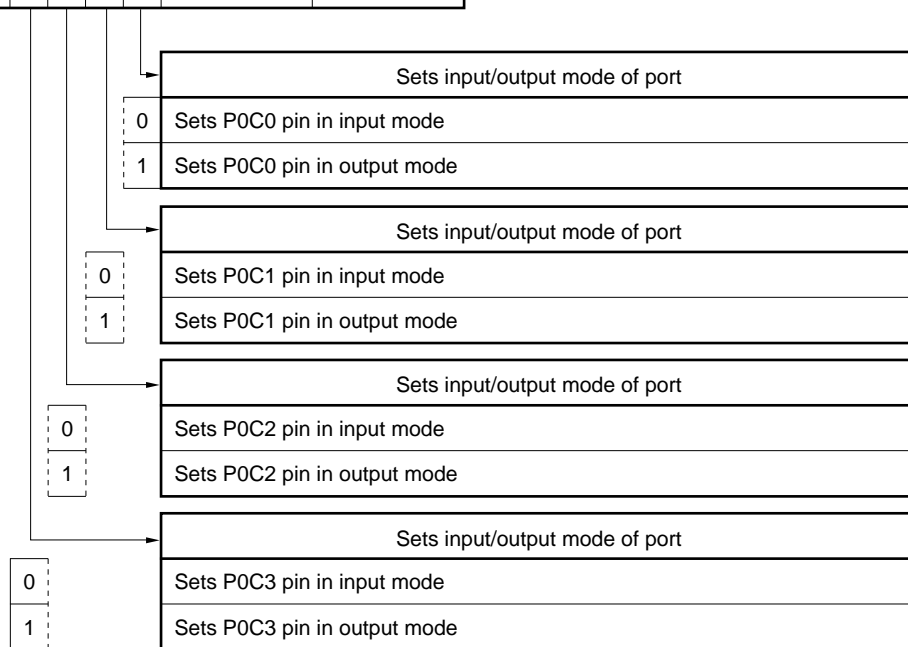 Sets input/output mode of port
0 Sets P0C0 pin in input mode
1 Sets P0C0 pin in output mode
Sets input/output mode of port
0 Sets P0C1 pin in input mode
1 Sets P0C1 pin in output mode
Sets input/output mode of port
0 Sets P0C2 pin in input mode
1 Sets P0C2 pin in output mode
Sets input/output mode of port
0 Sets P0C3 pin in input mode
1 Sets P0C3 pin in output mode